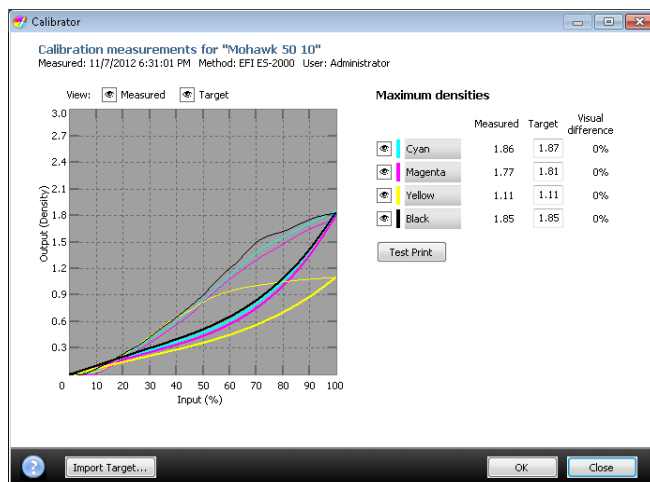 Calibrator
Calibration measurements for "Mohawk 50 10"
Measured: 11/7/2012 6:31:01 PM Method: EFI ES-2000 User: Administrator
View: Measured Target
Maximum densities
Measured Target Visual difference
Cyan 1.86 1.87 0%
Magenta 1.77 1.81 0%
Yellow 1.11 1.11 0%
Black 1.85 1.85 0%
Test Print
Output (Density)
3.0
2.7
2.4
2.1
1.8
1.5
1.2
0.9
0.6
0.3
0 10 20 30 40 50 60 70 80 90 100
Input (%)
? Import Target... OK Close